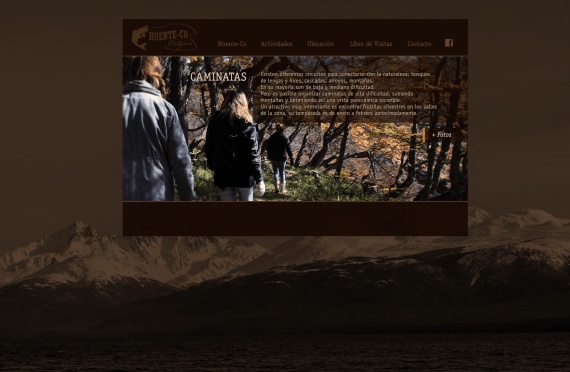 HUENTE-CO
Huente-Co Actividades Ubicación Libro de Visitas Contacto
CAMINATAS
Existen diferentes circuitos para conectarse con la naturaleza; bosques
de lengas y ñires, cascadas, arroyos, montañas.
En su mayoría son de baja y mediana dificultad.
Pero es posible organizar caminatas de alta dificultad, subiendo
montañas y obteniendo así una vista panorámica increíble.
Un atractivo muy interesante es encontrar frutillas silvestres en los valles
de la zona, su temporada es de enero a febrero aproximadamente.
+ Fotos